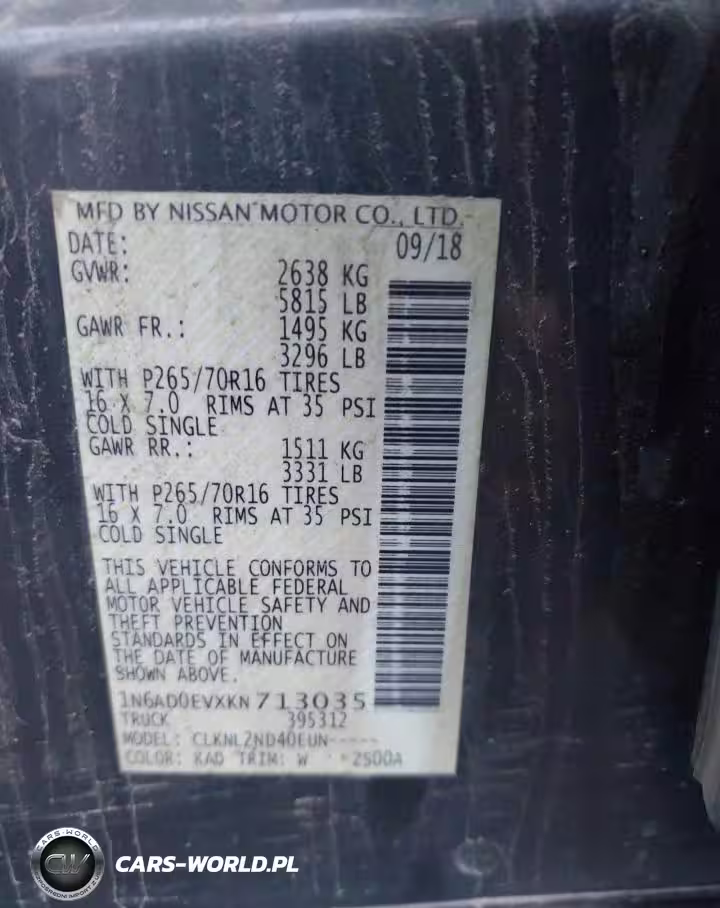 MFD BY NISSAN MOTOR CO., LTD.
DATE: 09/18
GVWR: 2638 KG
5815 LB
GAWR FR.: 1495 KG
3296 LB
WITH P265/70R16 TIRES
16 X 7.0 RIMS AT 35 PSI
COLD SINGLE
GAWR RR.: 1511 KG
3331 LB
WITH P265/70R16 TIRES
16 X 7.0 RIMS AT 35 PSI
COLD SINGLE
THIS VEHICLE CONFORMS TO
ALL APPLICABLE FEDERAL
MOTOR VEHICLE SAFETY AND
THEFT PREVENTION
STANDARDS IN EFFECT ON
THE DATE OF MANUFACTURE
SHOWN ABOVE.
1N6AD0EVXKN713035
TRUCK 395312
MODEL: CLKNL2ND40EUN-----
COLOR: KAD TRIM: W *2S00A
CARS-WORLD
CW
CARS-WORLD.PL